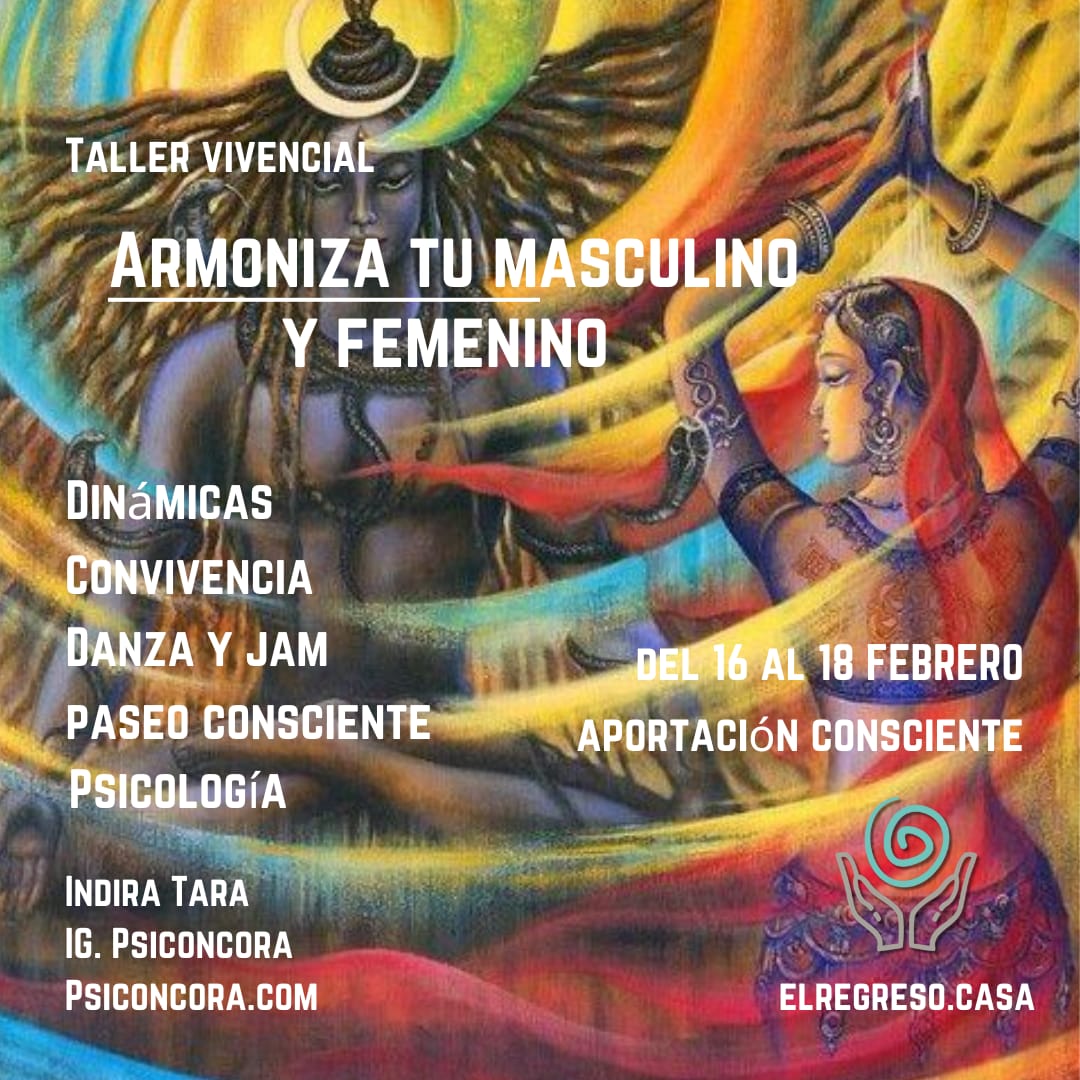 Taller vivencial
Armoniza tu masculino
y femenino
Dinámicas
Convivencia
Danza y jam
paseo consciente
Psicología
del 16 al 18 FEBRERO
aportación consciente
Indira Tara
IG. Psiconcora
Psiconcora.com
elregreso.casa